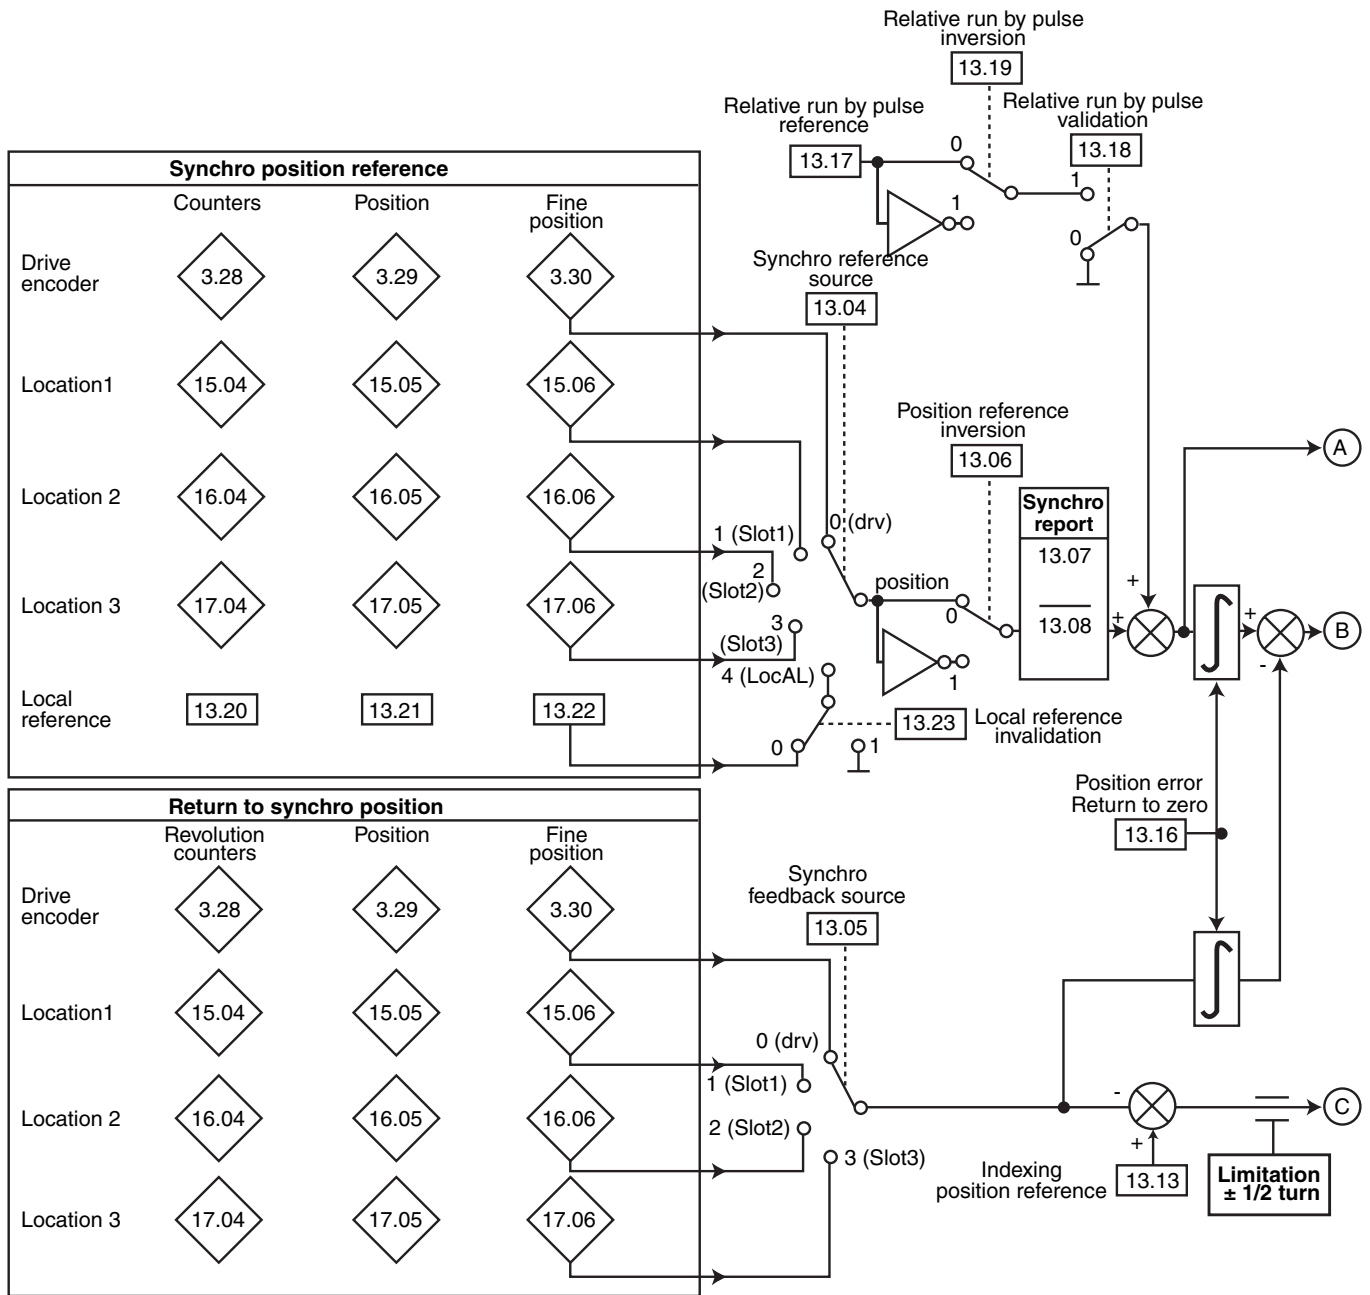 Relative run by pulse
inversion
13.19
Relative run by pulse
reference
13.17
Relative run by pulse
validation
13.18
0
1
1
0
Synchro position reference
Counters
Position
Fine
position
Drive
encoder
3.28
3.29
3.30
Location1
15.04
15.05
15.06
Location 2
16.04
16.05
16.06
Location 3
17.04
17.05
17.06
Local
reference
13.20
13.21
13.22
Synchro reference
source
13.04
0 (drv)
1 (Slot1)
2
(Slot2)
3
(Slot3)
4 (LocAL)
0
1
13.23
Local reference
invalidation
position
0
1
Position reference
inversion
13.06
Synchro
report
13.07
13.08
+
+
A
+
-
B
Position error
Return to zero
13.16
Return to synchro position
Revolution
counters
Position
Fine
position
Drive
encoder
3.28
3.29
3.30
Location1
15.04
15.05
15.06
Location 2
16.04
16.05
16.06
Location 3
17.04
17.05
17.06
Synchro
feedback source
13.05
0 (drv)
1 (Slot1)
2 (Slot2)
3 (Slot3)
-
+
C
Indexing
position reference
13.13
Limitation
± 1/2 turn